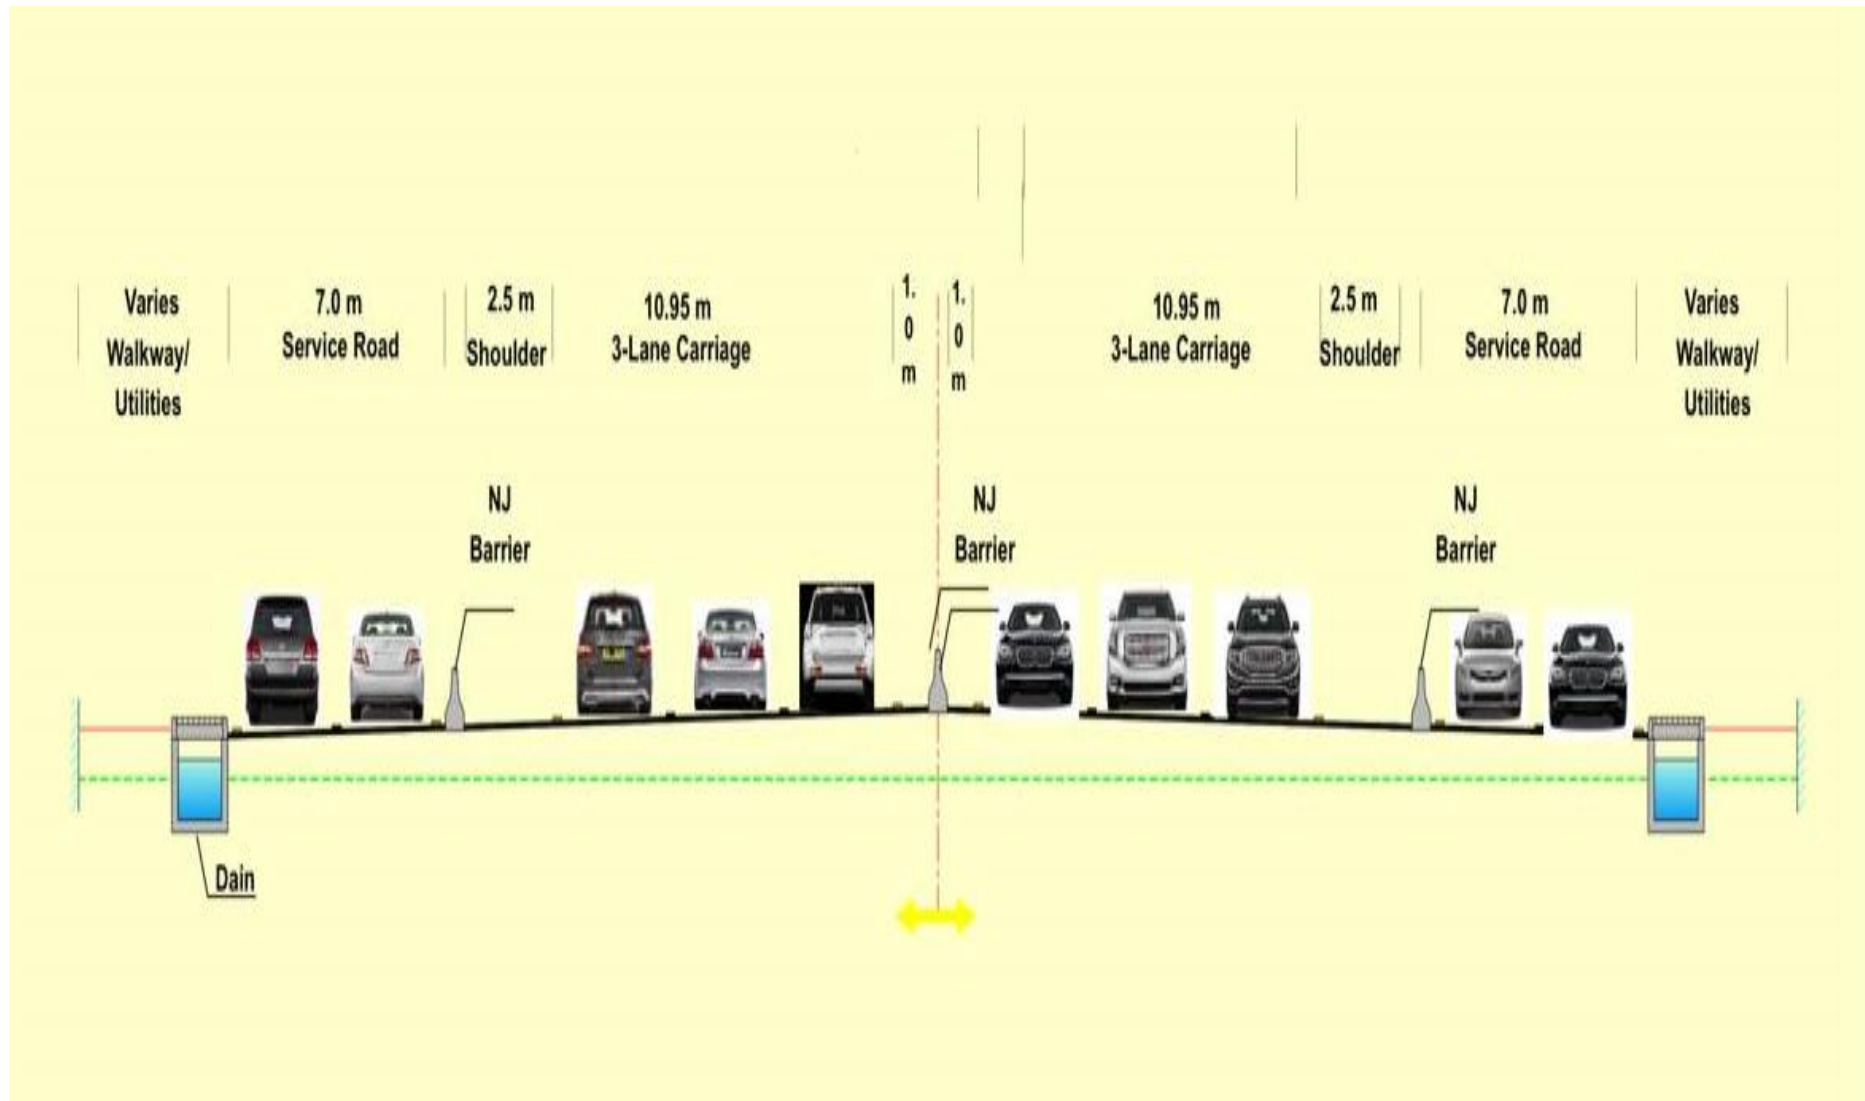 Varies
Walkway/
Utilities
7.0 m
Service Road
2.5 m
Shoulder
10.95 m
3-Lane Carriage
1.
0
m
1.
0
m
10.95 m
3-Lane Carriage
2.5 m
Shoulder
7.0 m
Service Road
Varies
Walkway/
Utilities
NJ
Barrier
NJ
Barrier
NJ
Barrier
Dain